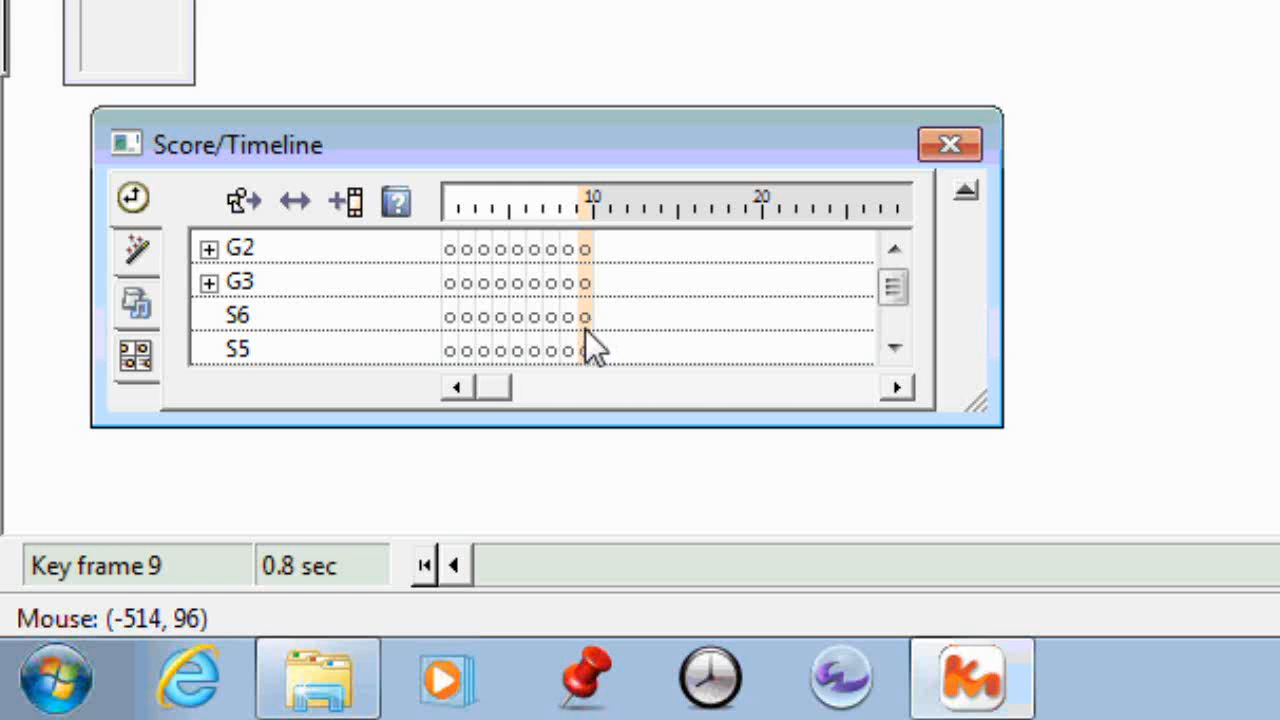 Score/Timeline
10 20
G2
G3
S6
S5
Key frame 9 0.8 sec
Mouse: (-514, 96)